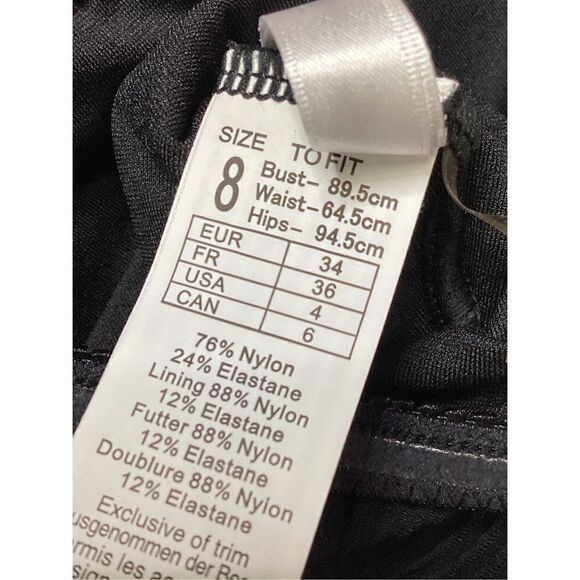 SIZE TO FIT
8 Bust– 89.5cm
Waist–64.5cm
Hips– 94.5cm
EUR 34
FR 36
USA 4
CAN 6
76% Nylon
24% Elastane
Lining 88% Nylon
12% Elastane
Futter 88% Nylon
12% Elastane
Doublure 88% Nylon
12% Elastane
Exclusive of trim
der
les